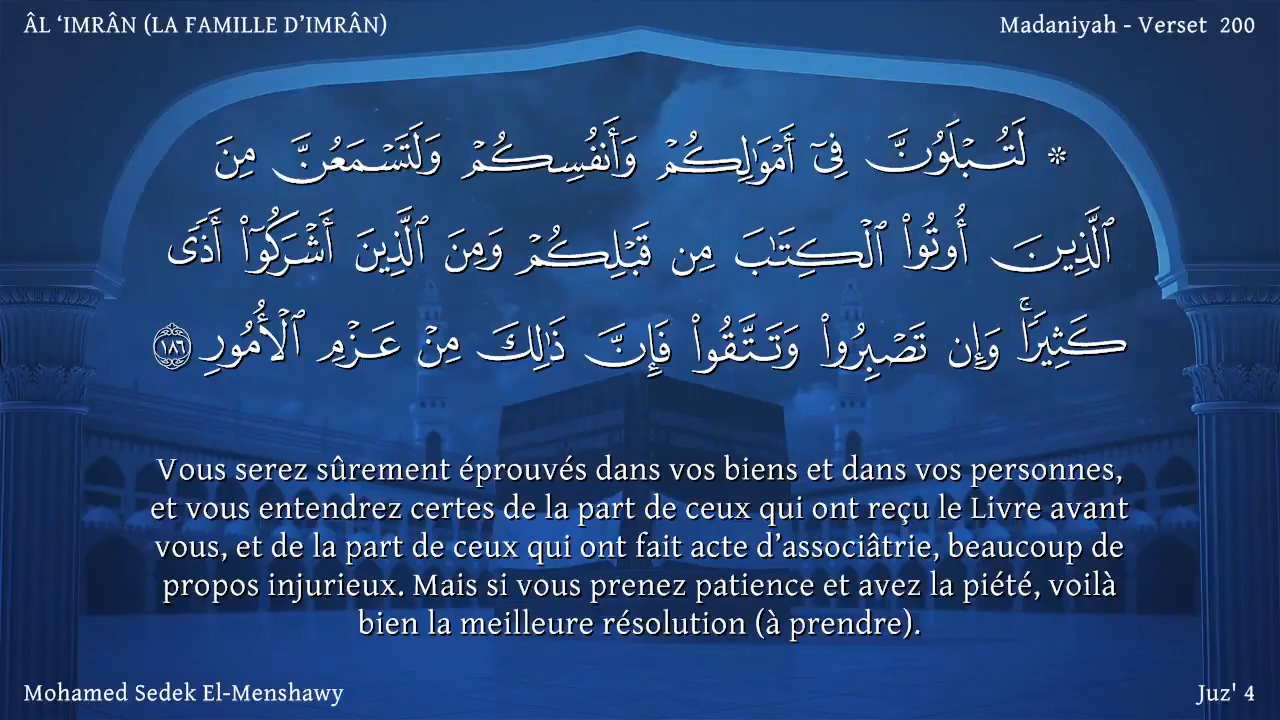 ÂL ‘IMRÂN (LA FAMILLE D’IMRÂN)
Madaniyah - Verset 200
۞ لَتُبْلَوُنَّ فِىٓ أَمْوَٰلِكُمْ وَأَنفُسِكُمْ وَلَتَسْمَعُنَّ مِنَ
ٱلَّذِينَ أُوتُوا۟ ٱلْكِتَـٰبَ مِن قَبْلِكُمْ وَمِنَ ٱلَّذِينَ أَشْرَكُوٓا۟ أَذًى
كَثِيرًا ۚ وَإِن تَصْبِرُوا۟ وَتَتَّقُوا۟ فَإِنَّ ذَٰلِكَ مِنْ عَزْمِ ٱلْأُمُورِ ١٨٦
Vous serez sûrement éprouvés dans vos biens et dans vos personnes,
et vous entendrez certes de la part de ceux qui ont reçu le Livre avant
vous, et de la part de ceux qui ont fait acte d’associâtrie, beaucoup de
propos injurieux. Mais si vous prenez patience et avez la piété, voilà
bien la meilleure résolution (à prendre).
Mohamed Sedek El-Menshawy
Juz' 4